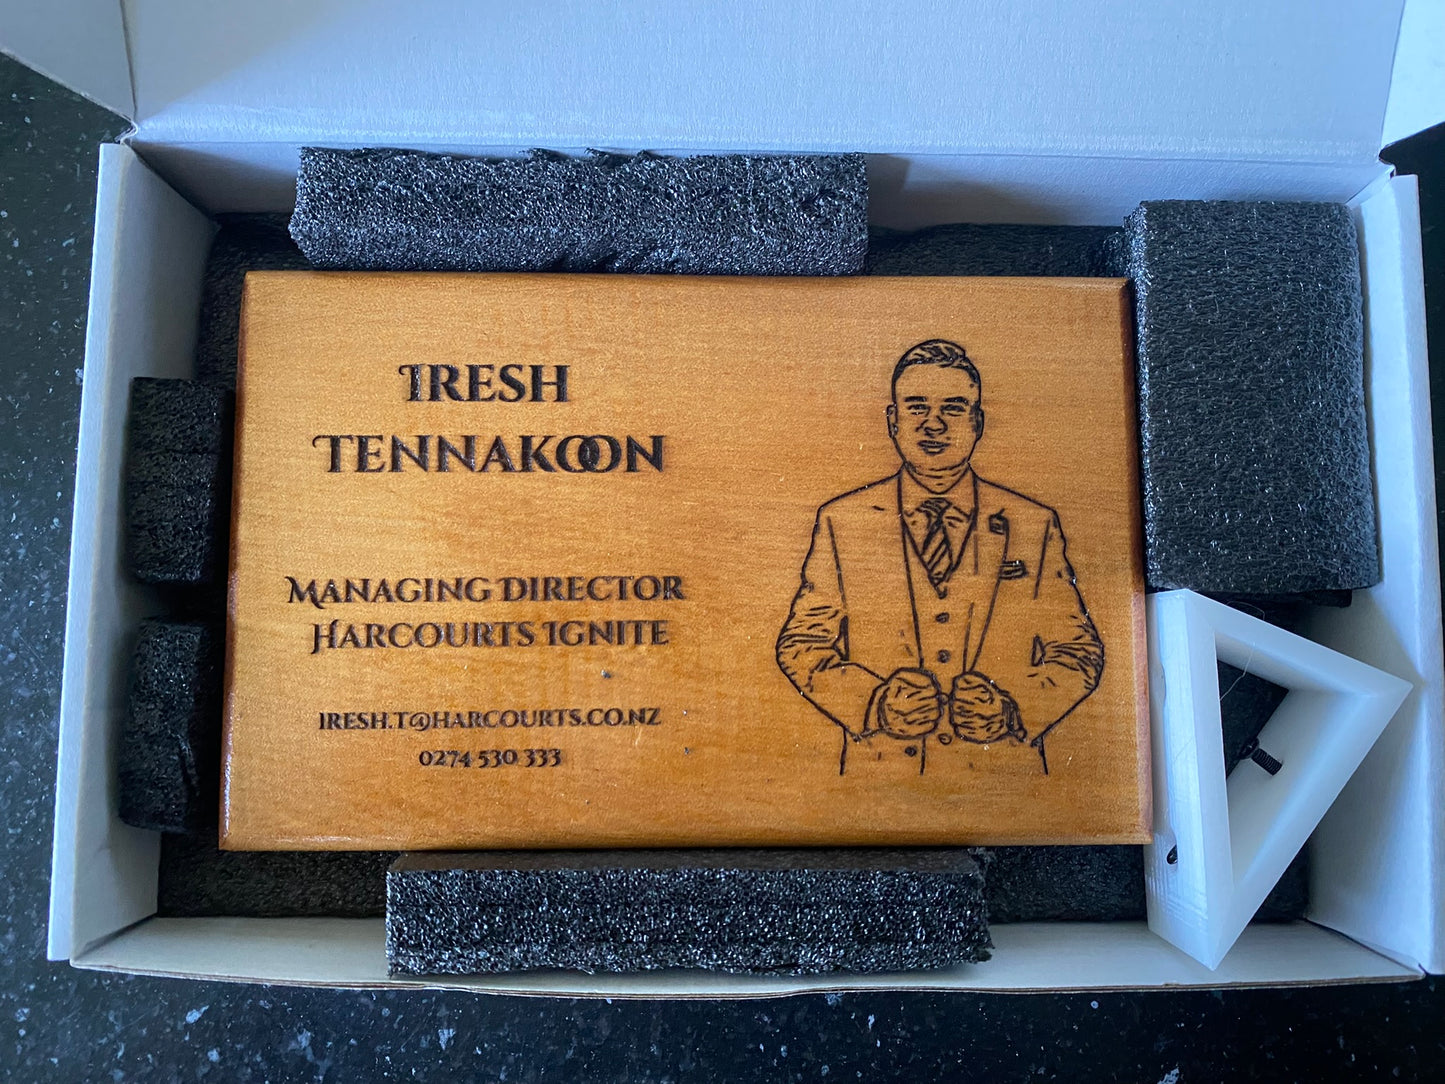 Iresh
Tennakoon
Managing Director
Harcourts Ignite
iresh.t@harcourts.co.nz
0274 530 333